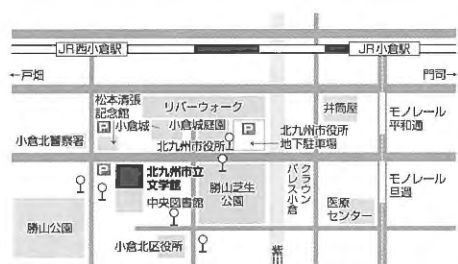 JR西小倉駅
JR小倉駅
←戸畑
門司→
松本清張
記念館
リバーウォーク
井筒屋
モノレール
平和通
P
小倉城
小倉城庭園
P
北九州市役所
地下駐車場
小倉北警察署
北九州市役所
P
北九州市立
文学館
勝山芝生
公園
クラウン
パレス小倉
モノレール
旦過
中央図書館
医療
センター
勝山公園
小倉北区役所
紫川